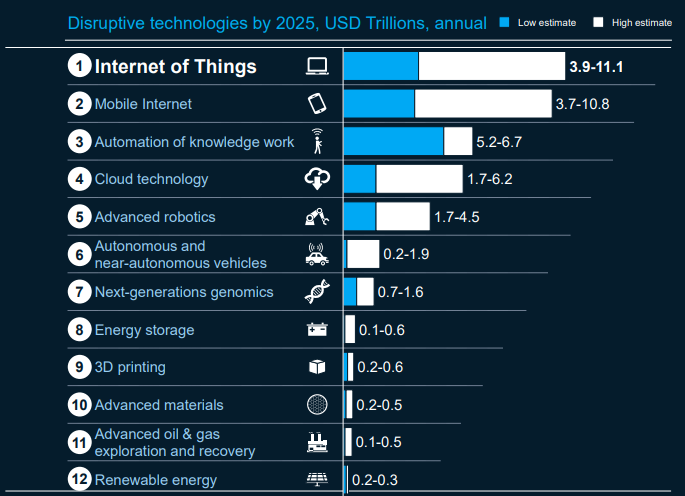 Disruptive technologies by 2025, USD Trillions, annual Low estimate High estimate
1 Internet of Things 3.9-11.1
2 Mobile Internet 3.7-10.8
3 Automation of knowledge work 5.2-6.7
4 Cloud technology 1.7-6.2
5 Advanced robotics 1.7-4.5
6 Autonomous and
near-autonomous vehicles 0.2-1.9
7 Next-generations genomics 0.7-1.6
8 Energy storage 0.1-0.6
9 3D printing 0.2-0.6
10 Advanced materials 0.2-0.5
11 Advanced oil & gas
exploration and recovery 0.1-0.5
12 Renewable energy 0.2-0.3